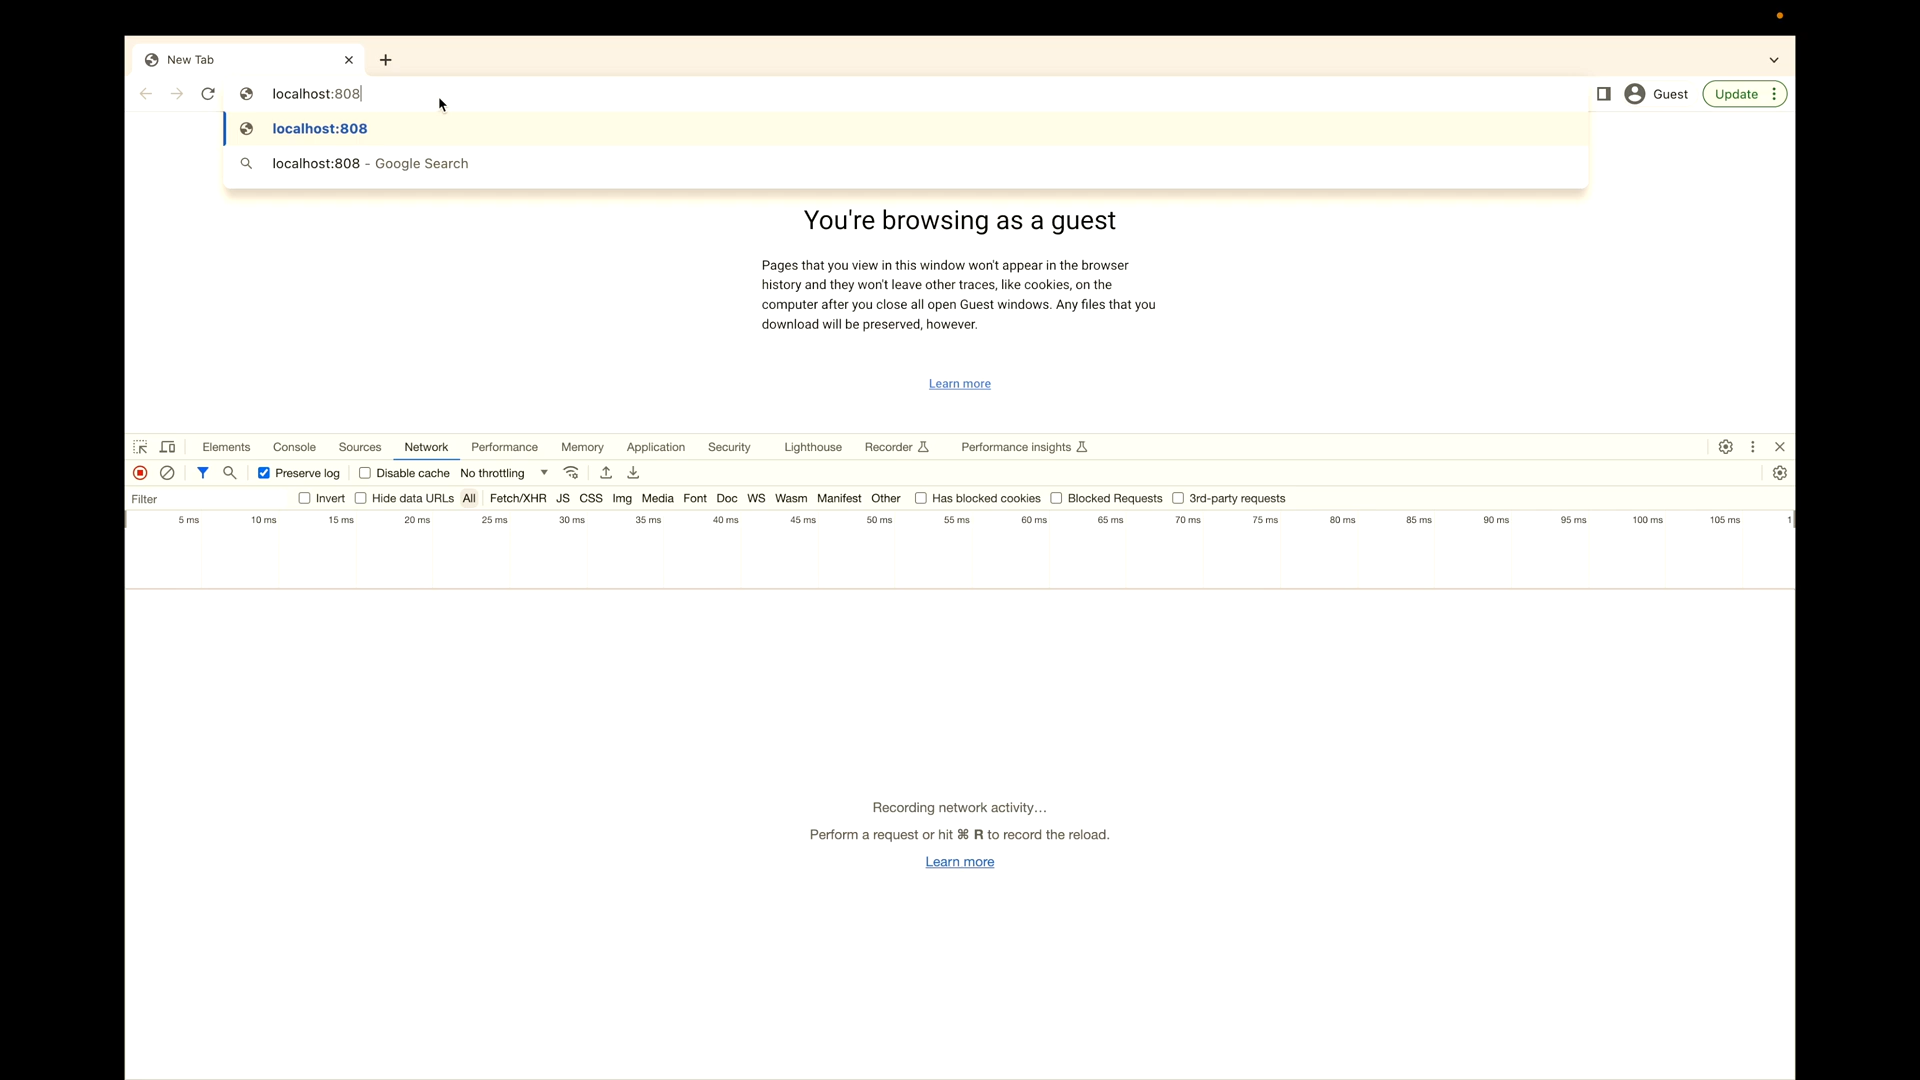 New Tab
localhost:808
Guest
Update
localhost:808
localhost:808 - Google Search
You're browsing as a guest
Pages that you view in this window won't appear in the browser
history and they won't leave other traces, like cookies, on the
computer after you close all open Guest windows. Any files that you
download will be preserved, however.
Learn more
Elements Console Sources Network Performance Memory Application Security Lighthouse Recorder Performance insights
Preserve log Disable cache No throttling
Filter Invert Hide data URLs All Fetch/XHR JS CSS Img Media Font Doc WS Wasm Manifest Other Has blocked cookies Blocked Requests 3rd-party requests
5 ms 10 ms 15 ms 20 ms 25 ms 30 ms 35 ms 40 ms 45 ms 50 ms 55 ms 60 ms 65 ms 70 ms 75 ms 80 ms 85 ms 90 ms 95 ms 100 ms 105 ms 1
Recording network activity…
Perform a request or hit ⌘ R to record the reload.
Learn more